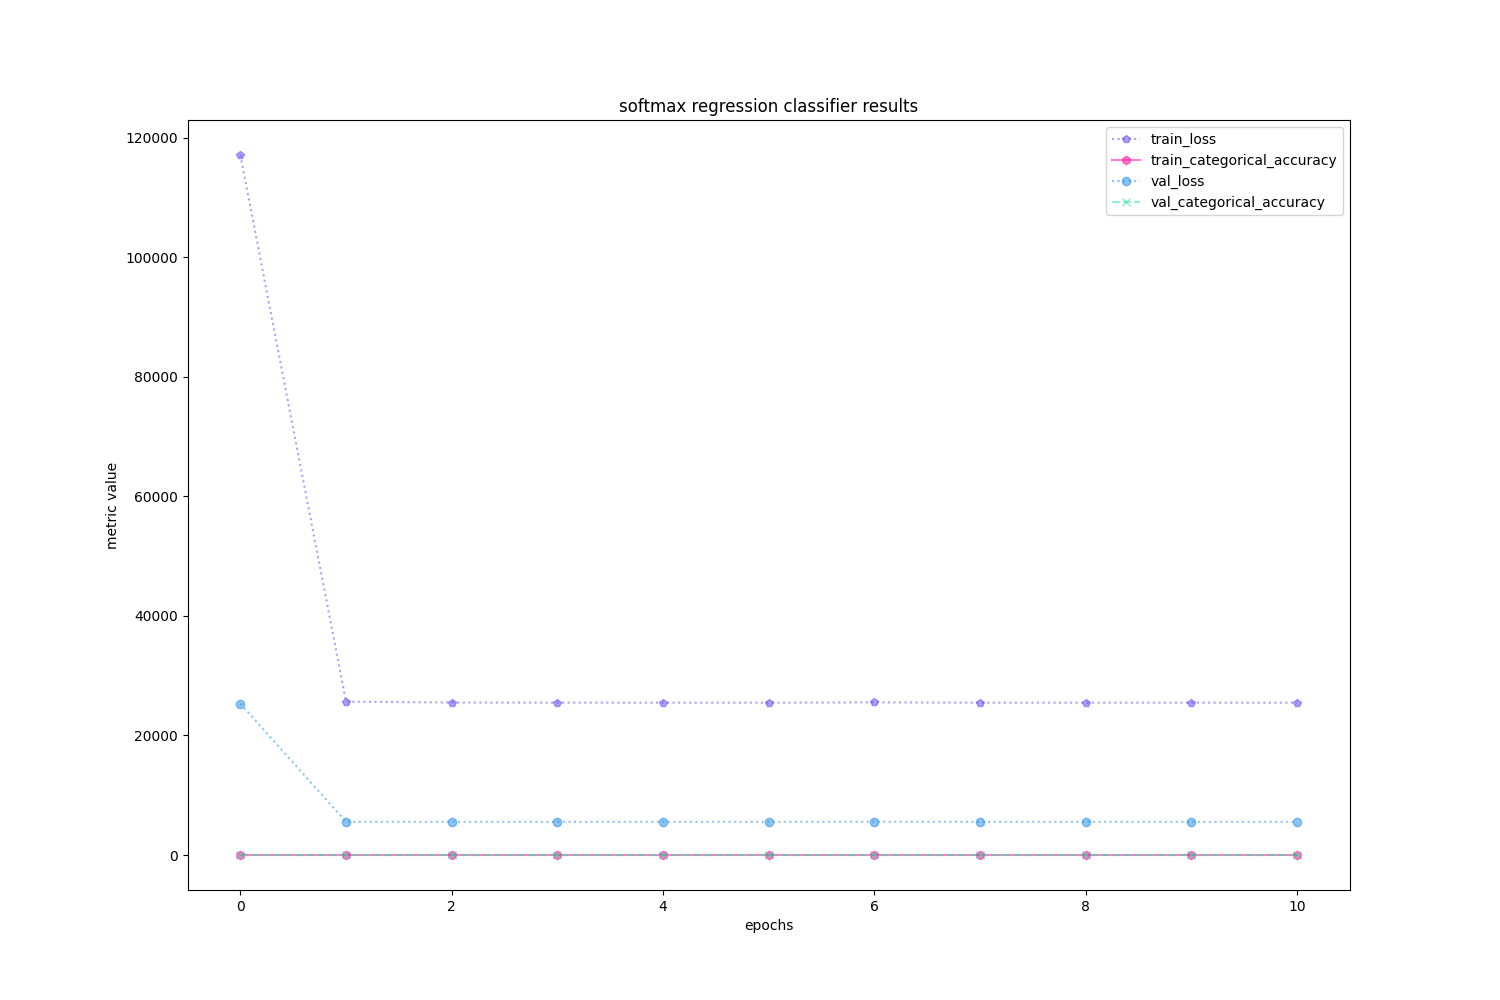 softmax regression classifier results
120000
100000
80000
60000
40000
20000
0
metric value
train_loss
train_categorical_accuracy
val_loss
val_categorical_accuracy
0 2 4 6 8 10
epochs